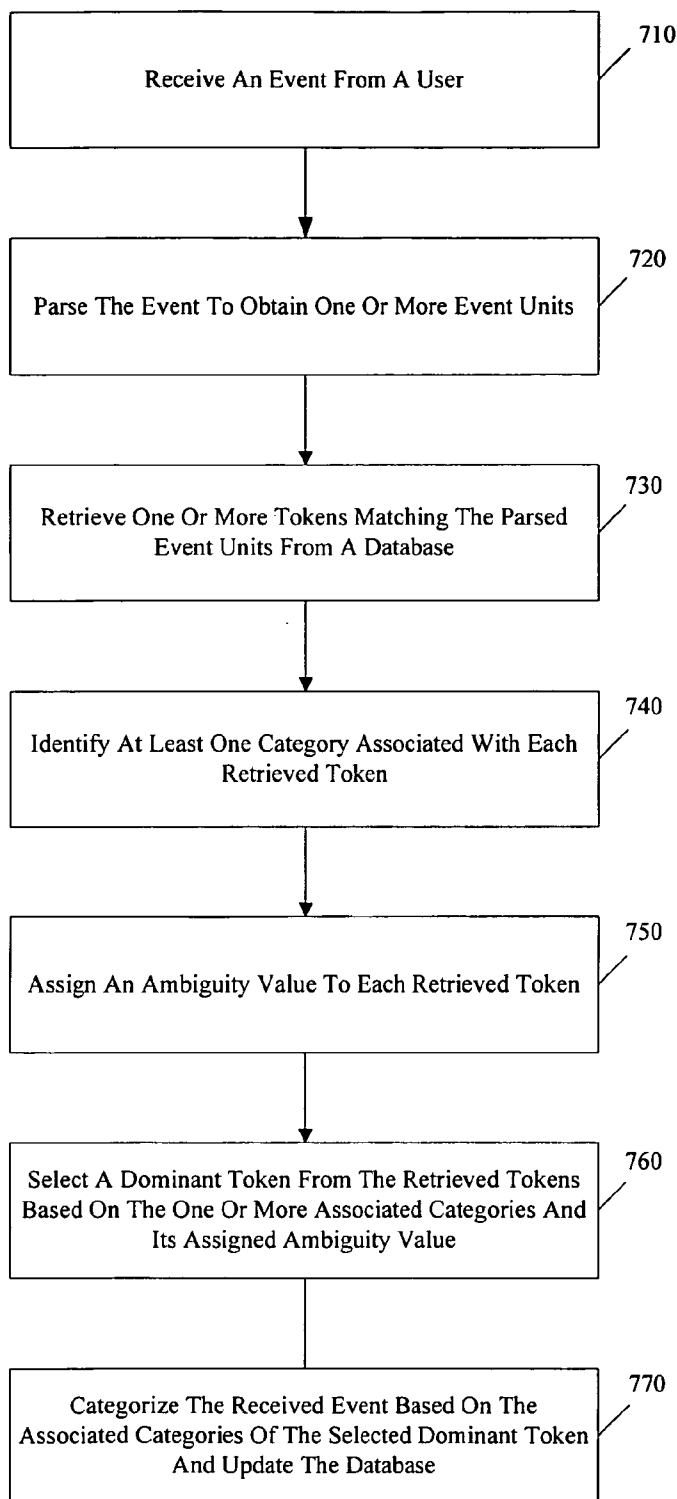 710
Receive An Event From A User
720
Parse The Event To Obtain One Or More Event Units
730
Retrieve One Or More Tokens Matching The Parsed
Event Units From A Database
740
Identify At Least One Category Associated With Each
Retrieved Token
750
Assign An Ambiguity Value To Each Retrieved Token
760
Select A Dominant Token From The Retrieved Tokens
Based On The One Or More Associated Categories And
Its Assigned Ambiguity Value
770
Categorize The Received Event Based On The
Associated Categories Of The Selected Dominant Token
And Update The Database